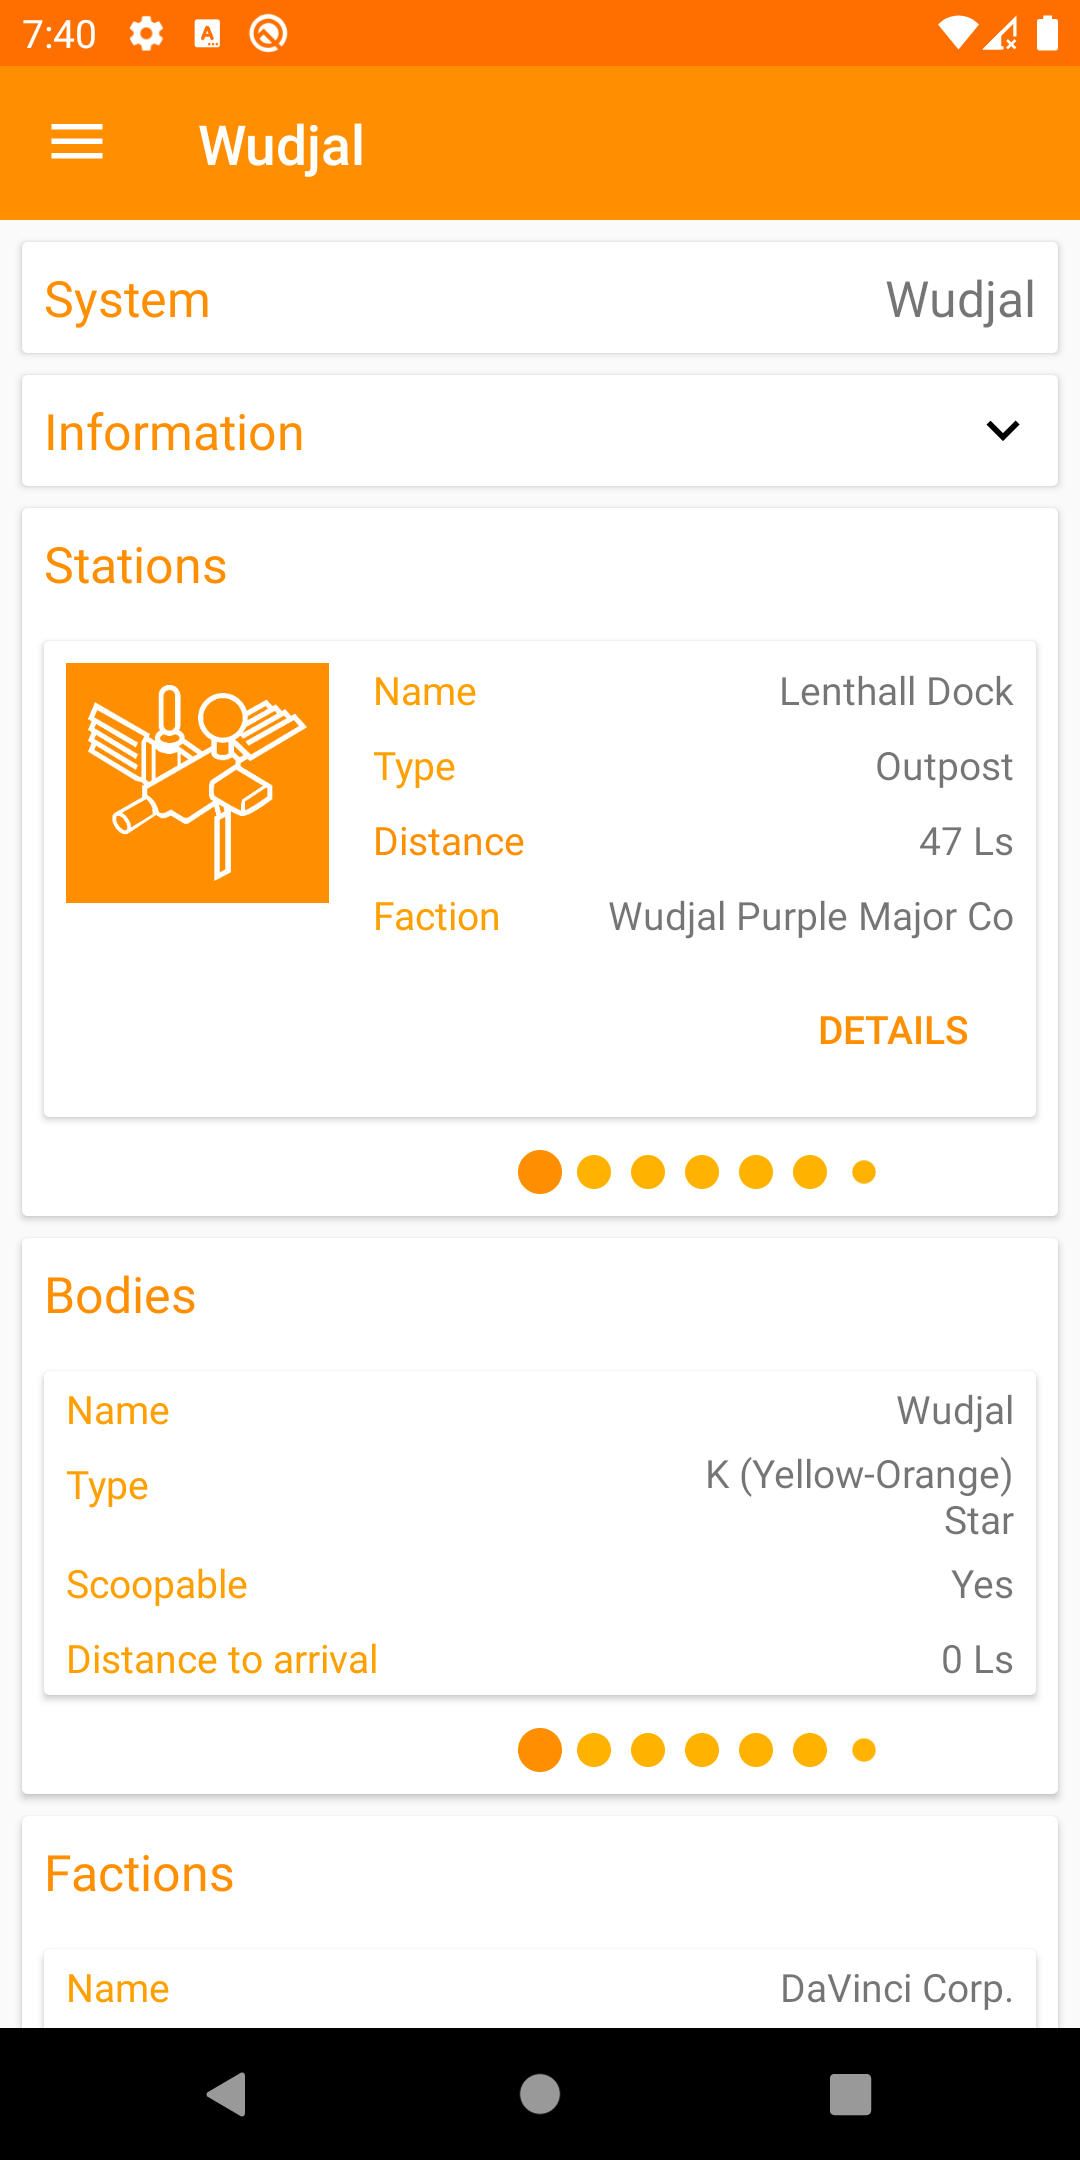 7:40
Wudjal
System Wudjal
Information
Stations
Name Lenthall Dock
Type Outpost
Distance 47 Ls
Faction Wudjal Purple Major Co
DETAILS
Bodies
Name Wudjal
Type K (Yellow-Orange)
Star
Scoopable Yes
Distance to arrival 0 Ls
Factions
Name DaVinci Corp.